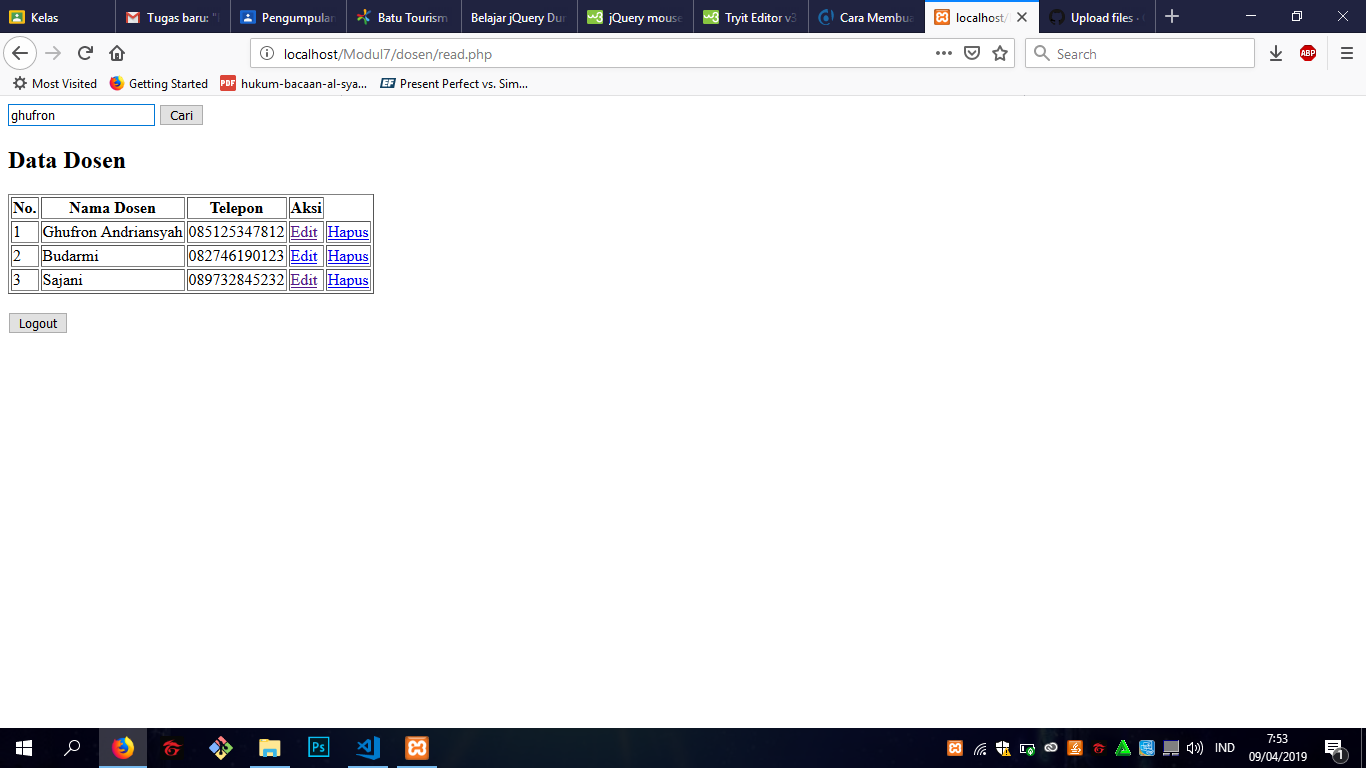 Kelas Tugas baru: " Pengumpulan Batu Tourism Belajar jQuery Dur jQuery mouse Tryit Editor v3 Cara Membua localhost/ Upload files ·
localhost/Modul7/dosen/read.php Search ABP
Most Visited Getting Started PDF hukum-bacaan-al-sya... EF Present Perfect vs. Sim...
ghufron Cari
Data Dosen
No. Nama Dosen Telepon Aksi
1 Ghufron Andriansyah 085125347812 Edit Hapus
2 Budarmi 082746190123 Edit Hapus
3 Sajani 089732845232 Edit Hapus
Logout
Ps IND 7:53
09/04/2019 1